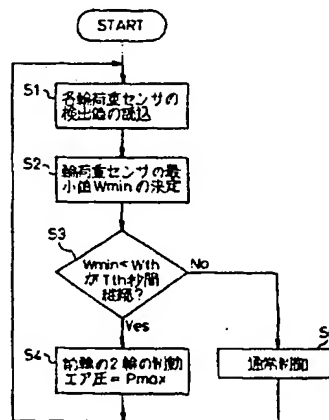 START
S1
各輪荷重センサの
検出値の読込
S2
輪荷重センサの最
小値Wminの決定
S3
Wmin<Wth
がTth秒間
継続?
No
Yes
S4
前輪の2輪の制動
エア圧=Pmax
通常制御